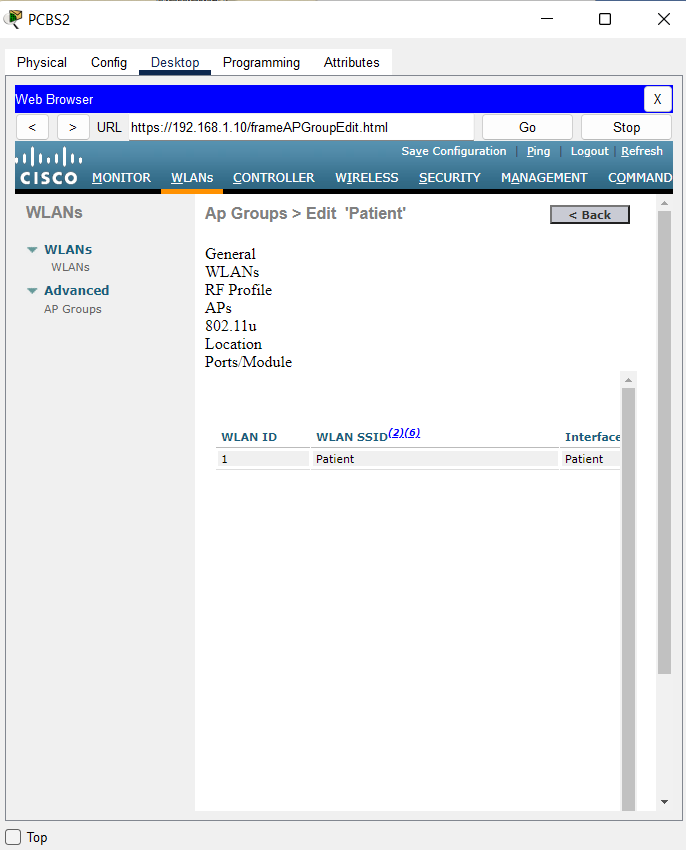 PCBS2
Physical Config Desktop Programming Attributes
Web Browser X
< > URL https://192.168.1.10/frameAPGroupEdit.html Go Stop
Save Configuration | Ping | Logout | Refresh
CISCO MONITOR WLANs CONTROLLER WIRELESS SECURITY MANAGEMENT COMMAND
WLANs
WLANs
WLANs
Advanced
AP Groups
Ap Groups > Edit 'Patient' < Back
General
WLANs
RF Profile
APs
802.11u
Location
Ports/Module
WLAN ID WLAN SSID(2)(6) Interface
1 Patient Patient
Top